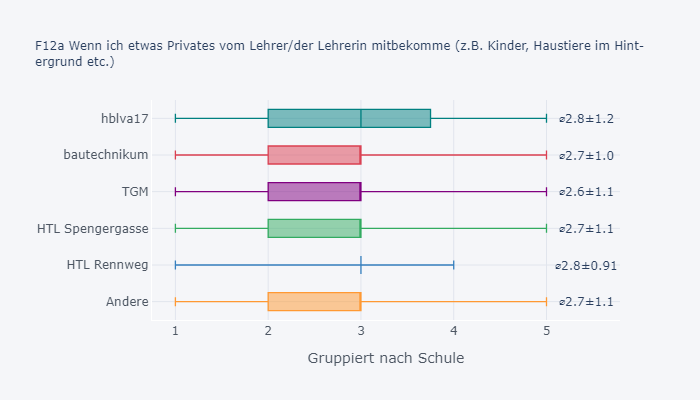 F12a Wenn ich etwas Privates vom Lehrer/der Lehrerin mitbekomme (z.B. Kinder, Haustiere im Hint-
ergrund etc.)
hblva17 ⌀2.8±1.2
bautechnikum ⌀2.7±1.0
TGM ⌀2.6±1.1
HTL Spengergasse ⌀2.7±1.1
HTL Rennweg ⌀2.8±0.91
Andere ⌀2.7±1.1
1 2 3 4 5
Gruppiert nach Schule